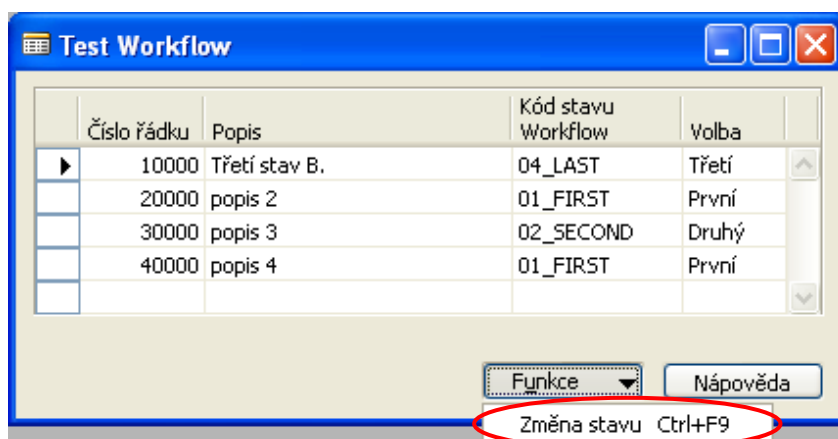 Test Workflow
Číslo řádku Popis Kód stavu Workflow Volba
10000 Třetí stav B. 04_LAST Třetí
20000 popis 2 01_FIRST První
30000 popis 3 02_SECOND Druhý
40000 popis 4 01_FIRST První
Funkce Nápověda
Změna stavu Ctrl+F9